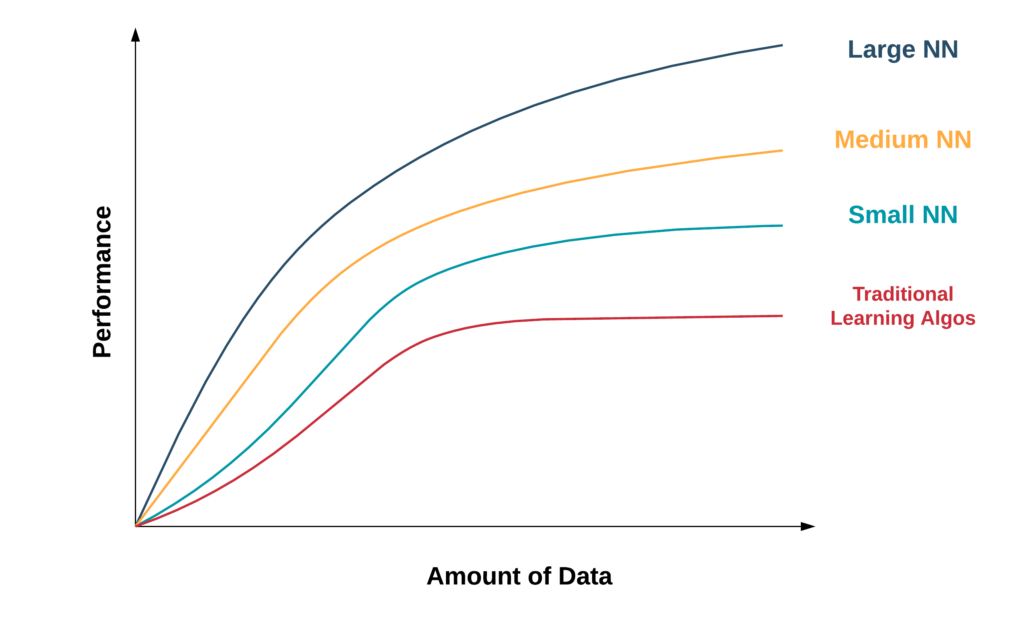 Large NN
Medium NN
Small NN
Traditional
Learning Algos
Performance
Amount of Data